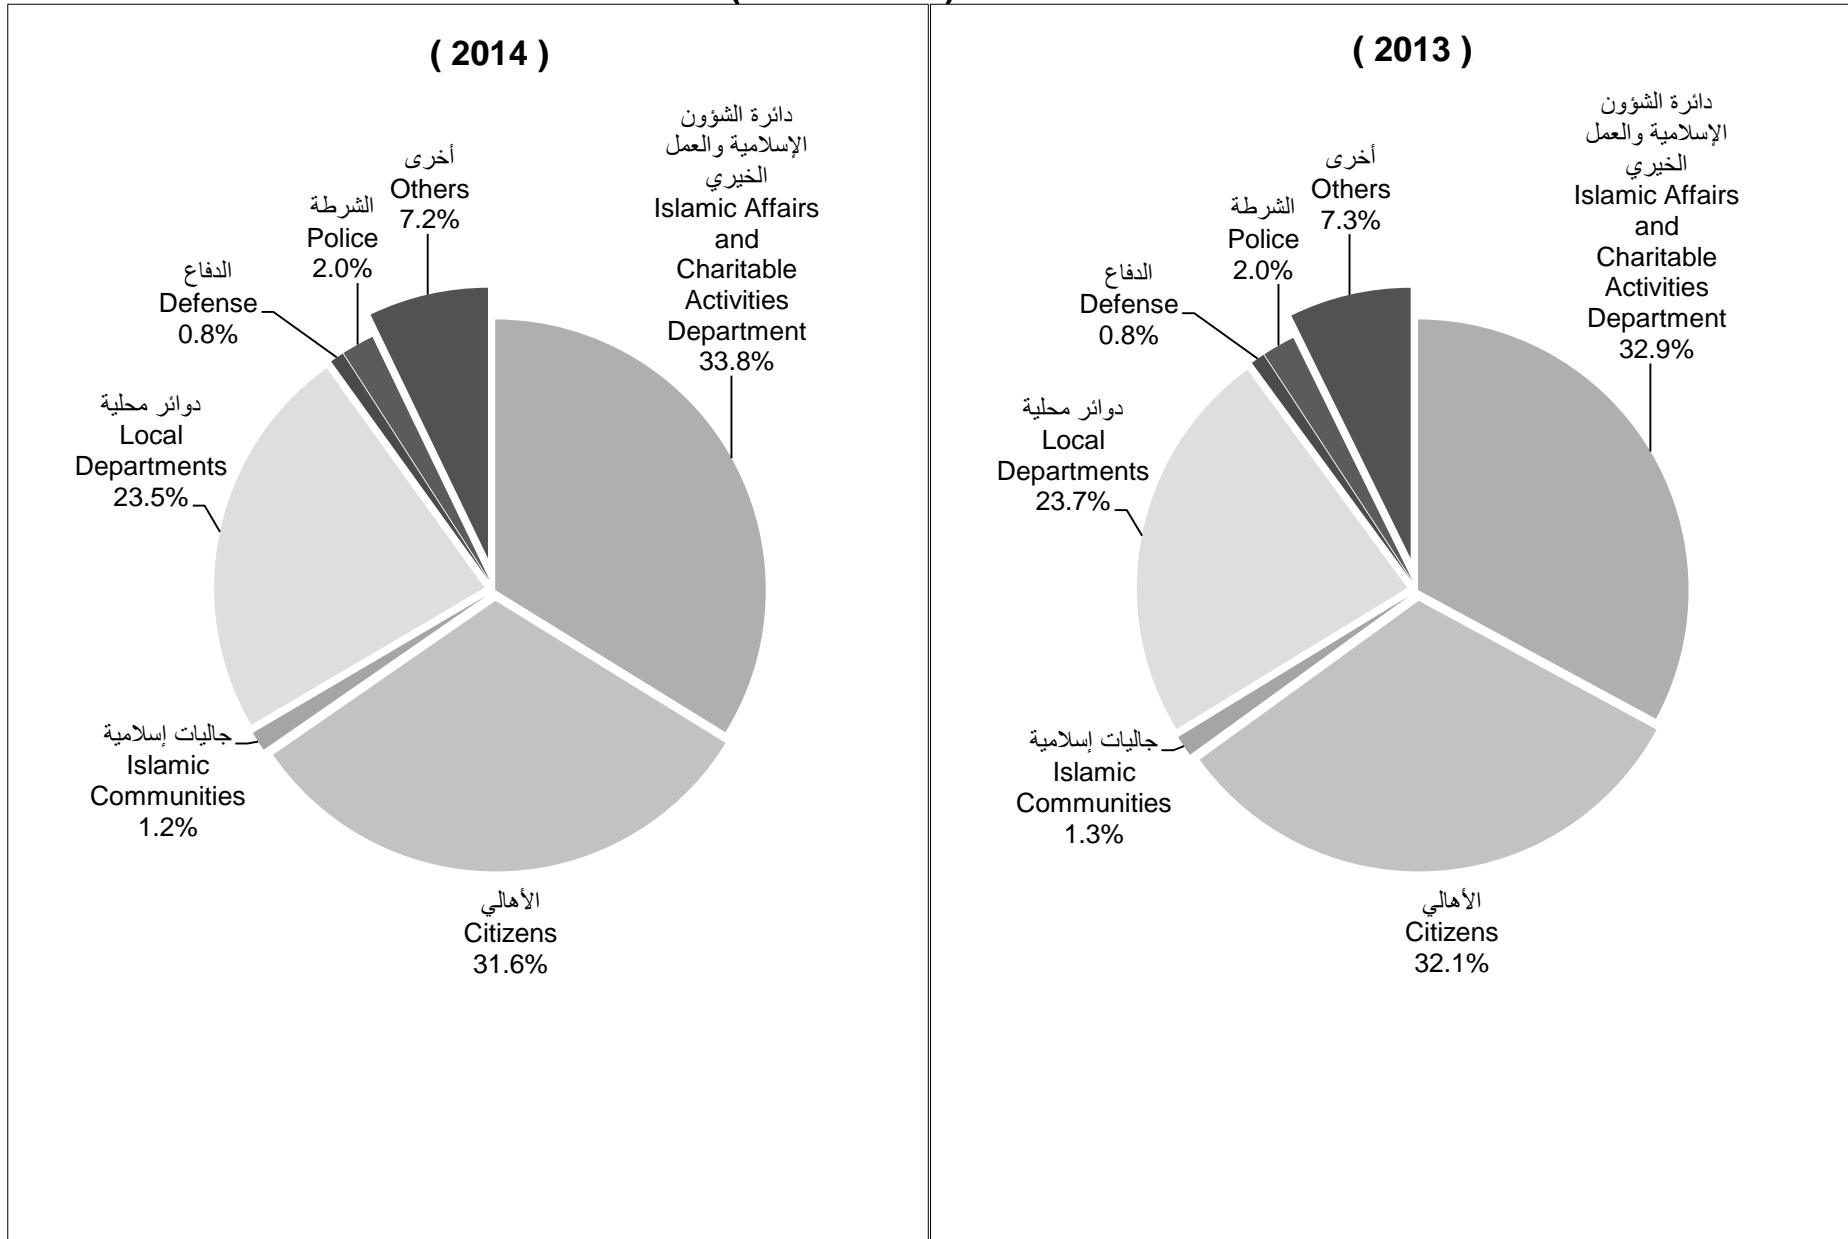 ( 2014 )
دائرة الشؤون
الإسلامية والعمل
الخيري
Islamic Affairs
and
Charitable
Activities
Department
33.8%
أخرى
Others
7.2%
الشرطة
Police
2.0%
الدفاع
Defense
0.8%
دوائر محلية
Local
Departments
23.5%
جاليات إسلامية
Islamic
Communities
1.2%
الأهالي
Citizens
31.6%
( 2013 )
دائرة الشؤون
الإسلامية والعمل
الخيري
Islamic Affairs
and
Charitable
Activities
Department
32.9%
أخرى
Others
7.3%
الشرطة
Police
2.0%
الدفاع
Defense
0.8%
دوائر محلية
Local
Departments
23.7%
جاليات إسلامية
Islamic
Communities
1.3%
الأهالي
Citizens
32.1%